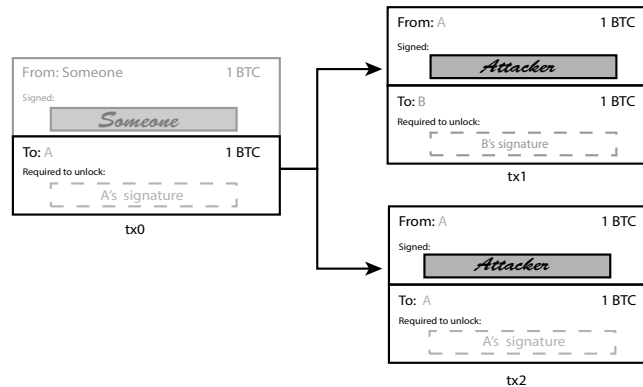 From: Someone 1 BTC
Signed:
Someone
To: A 1 BTC
Required to unlock:
A's signature
tx0
From: A 1 BTC
Signed:
Attacker
To: B 1 BTC
Required to unlock:
B's signature
tx1
From: A 1 BTC
Signed:
Attacker
To: A 1 BTC
Required to unlock:
A's signature
tx2